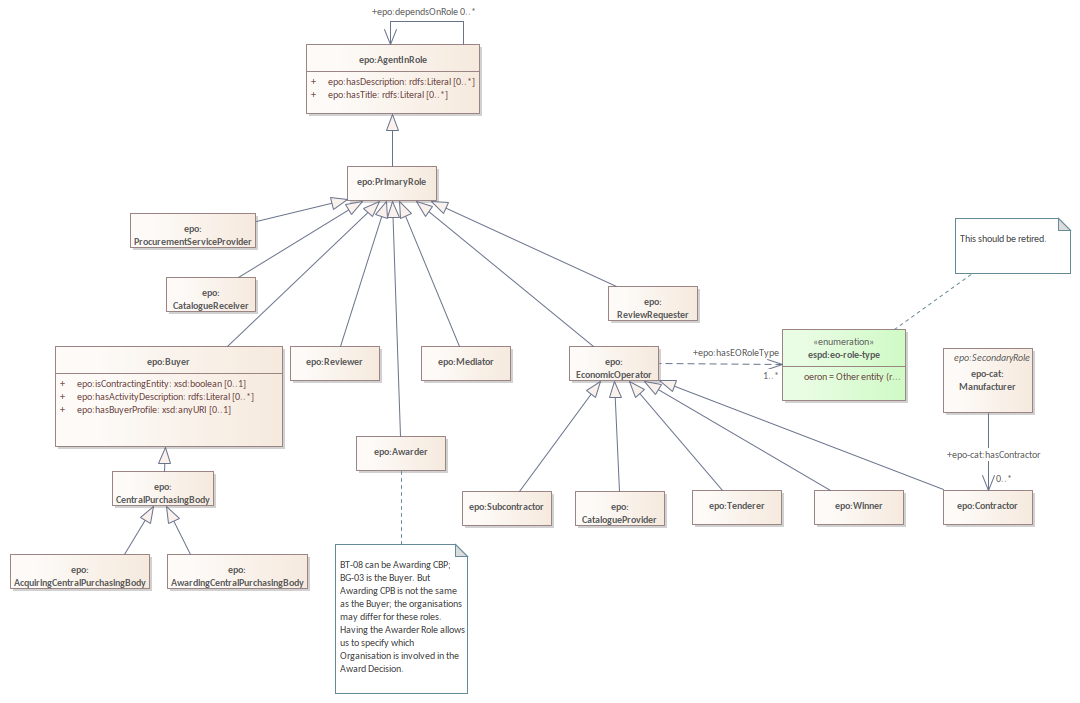 +epo:dependsOnRole 0..*
epo:AgentInRole
+ epo:hasDescription: rdfs:Literal [0..*]
+ epo:hasTitle: rdfs:Literal [0..*]
epo:PrimaryRole
epo:
ProcurementServiceProvider
This should be retired.
epo:
CatalogueReceiver
epo:
ReviewRequester
epo:Buyer
+ epo:isContractingEntity: xsd:boolean [0..1]
+ epo:hasActivityDescription: rdfs:Literal [0..*]
+ epo:hasBuyerProfile: xsd:anyURI [0..1]
epo:Reviewer
epo:Mediator
epo:
EconomicOperator
+epo:hasEORoleType
1..*
«enumeration»
espd:eo-role-type
oeron = Other entity (r...
epo:SecondaryRole
epo-cat:
Manufacturer
+epo-cat:hasContractor
0..*
epo:Awarder
epo:
CentralPurchasingBody
epo:Subcontractor
epo:
CatalogueProvider
epo:Tenderer
epo:Winner
epo:Contractor
epo:
AcquiringCentralPurchasingBody
epo:
AwardingCentralPurchasingBody
BT-08 can be Awarding CBP;
BG-03 is the Buyer. But
Awarding CPB is not the same
as the Buyer; the organisations
may differ for these roles.
Having the Awarder Role allows
us to specify which
Organisation is involved in the
Award Decision.